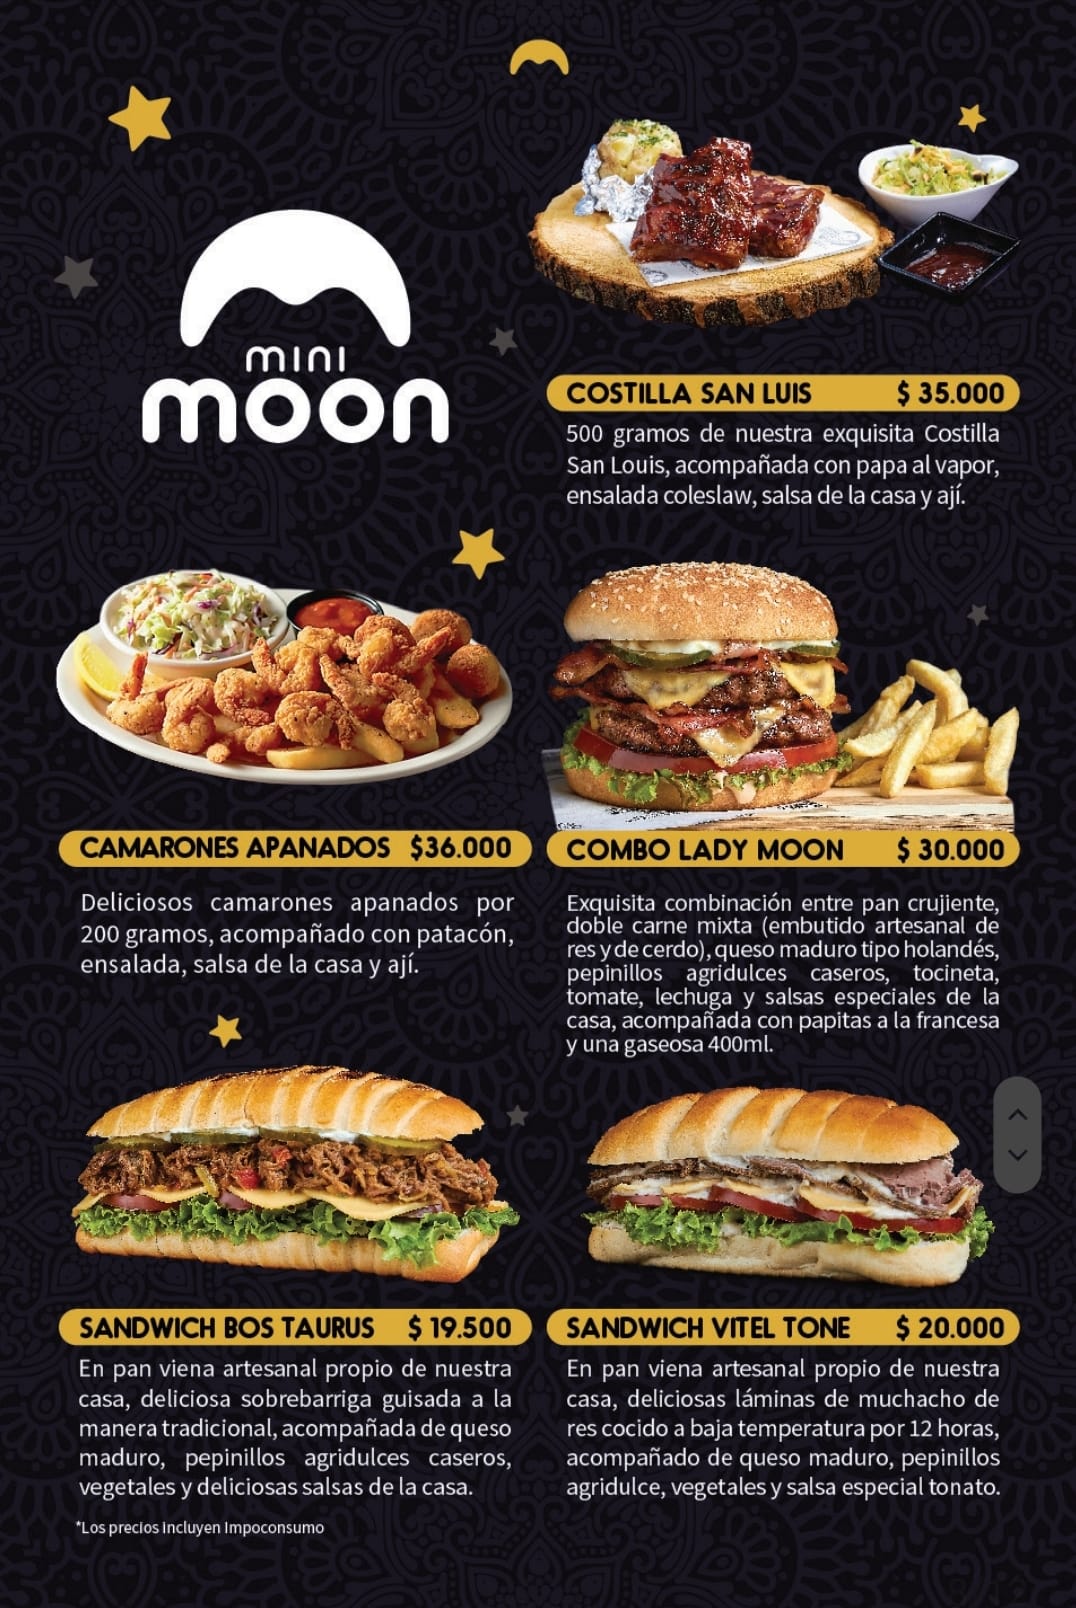 mini
moon
COSTILLA SAN LUIS $ 35.000
500 gramos de nuestra exquisita Costilla
San Louis, acompañada con papa al vapor,
ensalada coleslaw, salsa de la casa y ají.
CAMARONES APANADOS $36.000
Deliciosos camarones apanados por
200 gramos, acompañado con patacón,
ensalada, salsa de la casa y ají.
COMBO LADY MOON $ 30.000
Exquisita combinación entre pan crujiente,
doble carne mixta (embutido artesanal de
res y de cerdo), queso maduro tipo holandés,
pepinillos agridulces caseros, tocineta,
tomate, lechuga y salsas especiales de la
casa, acompañada con papitas a la francesa
y una gaseosa 400ml.
SANDWICH BOS TAURUS $ 19.500
En pan viena artesanal propio de nuestra
casa, deliciosa sobrebarriga guisada a la
manera tradicional, acompañada de queso
maduro, pepinillos agridulces caseros,
vegetales y deliciosas salsas de la casa.
SANDWICH VITEL TONE $ 20.000
En pan viena artesanal propio de nuestra
casa, deliciosas láminas de muchacho de
res cocido a baja temperatura por 12 horas,
acompañado de queso maduro, pepinillos
agridulce, vegetales y salsa especial tonato.
*Los precios incluyen Impoconsumo